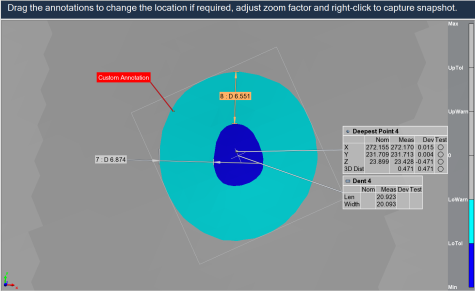 Drag the annotations to change the location if required, adjust zoom factor and right-click to capture snapshot.
Max
UpTol
UpWarn
0
LoWarn
LoTol
Min
Custom Annotation
8 : D 6.551
7 : D 6.874
Deepest Point 4
Nom Meas Dev Test
X 272.155 272.170 0.015
Y 231.709 231.713 0.004
Z 23.899 23.428 -0.471
3D Dist 0.471 0.471
Dent 4
Nom Meas Dev Test
Len 20.923
Width 20.093